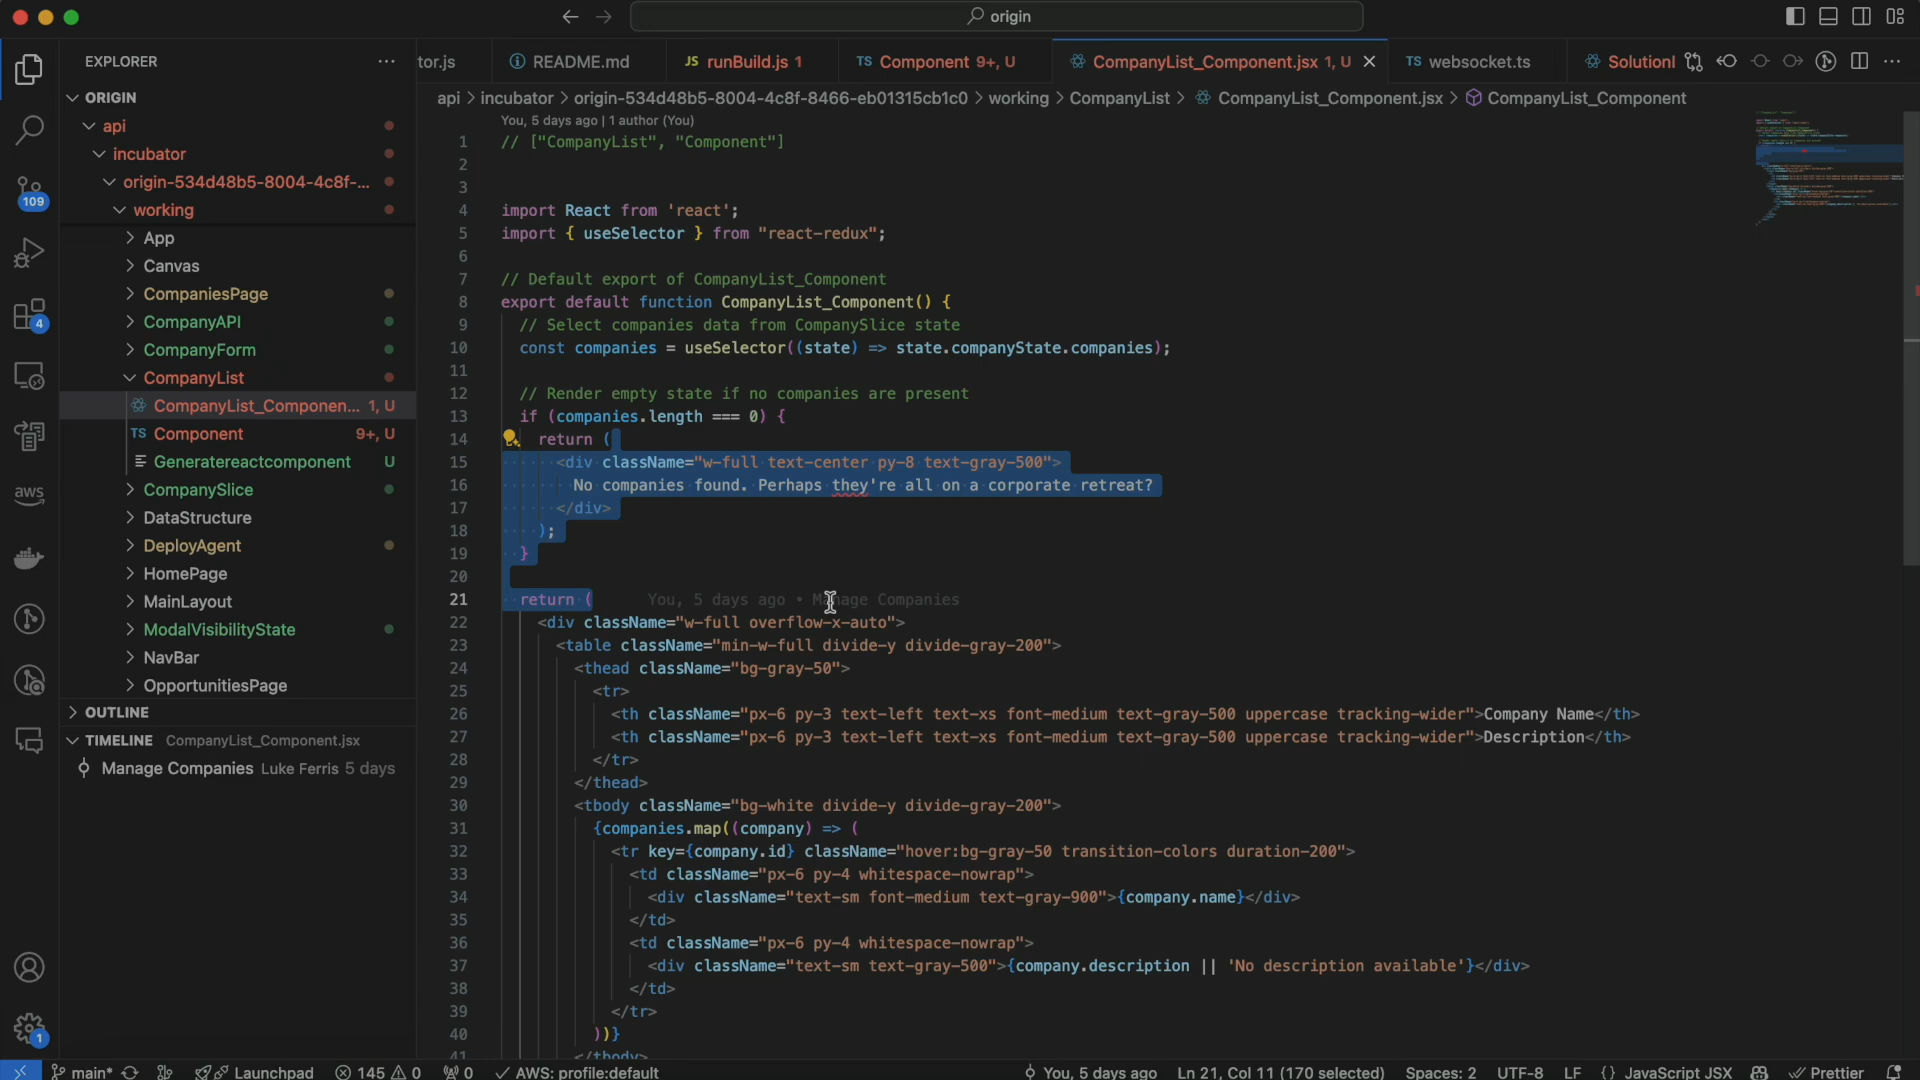 origin
EXPLORER
tor.js
README.md
JS runBuild.js 1
TS Component 9+, U
CompanyList_Component.jsx 1, U
TS websocket.ts
Solutionl
api > incubator > origin-534d48b5-8004-4c8f-8466-eb01315cb1c0 > working > CompanyList > CompanyList_Component.jsx > CompanyList_Component
ORIGIN
api
incubator
origin-534d48b5-8004-4c8f-...
working
App
Canvas
CompaniesPage
CompanyAPI
CompanyForm
CompanyList
CompanyList_Componen... 1, U
TS Component 9+, U
Generatereactcomponent U
CompanySlice
DataStructure
DeployAgent
HomePage
MainLayout
ModalVisibilityState
NavBar
OpportunitiesPage
OUTLINE
TIMELINE CompanyList_Component.jsx
Manage Companies Luke Ferris 5 days
109
4
aws
1
You, 5 days ago | 1 author (You)
1 // ["CompanyList", "Component"]
2
3
4 import React from 'react';
5 import { useSelector } from "react-redux";
6
7 // Default export of CompanyList_Component
8 export default function CompanyList_Component() {
9 // Select companies data from CompanySlice state
10 const companies = useSelector((state) => state.companyState.companies);
11
12 // Render empty state if no companies are present
13 if (companies.length === 0) {
14 return (
15 <div className="w-full text-center py-8 text-gray-500">
16 No companies found. Perhaps they're all on a corporate retreat?
17 </div>
18 );
19 }
20
21 return ( You, 5 days ago • Manage Companies
22 <div className="w-full overflow-x-auto">
23 <table className="min-w-full divide-y divide-gray-200">
24 <thead className="bg-gray-50">
25 <tr>
26 <th className="px-6 py-3 text-left text-xs font-medium text-gray-500 uppercase tracking-wider">Company Name</th>
27 <th className="px-6 py-3 text-left text-xs font-medium text-gray-500 uppercase tracking-wider">Description</th>
28 </tr>
29 </thead>
30 <tbody className="bg-white divide-y divide-gray-200">
31 {companies.map((company) => (
32 <tr key={company.id} className="hover:bg-gray-50 transition-colors duration-200">
33 <td className="px-6 py-4 whitespace-nowrap">
34 <div className="text-sm font-medium text-gray-900">{company.name}</div>
35 </td>
36 <td className="px-6 py-4 whitespace-nowrap">
37 <div className="text-sm text-gray-500">{company.description || 'No description available'}</div>
38 </td>
39 </tr>
40 ))}
41 </tbody>
main* Launchpad 145 0 0 AWS: profile:default You, 5 days ago Ln 21, Col 11 (170 selected) Spaces: 2 UTF-8 LF {} JavaScript JSX Prettier